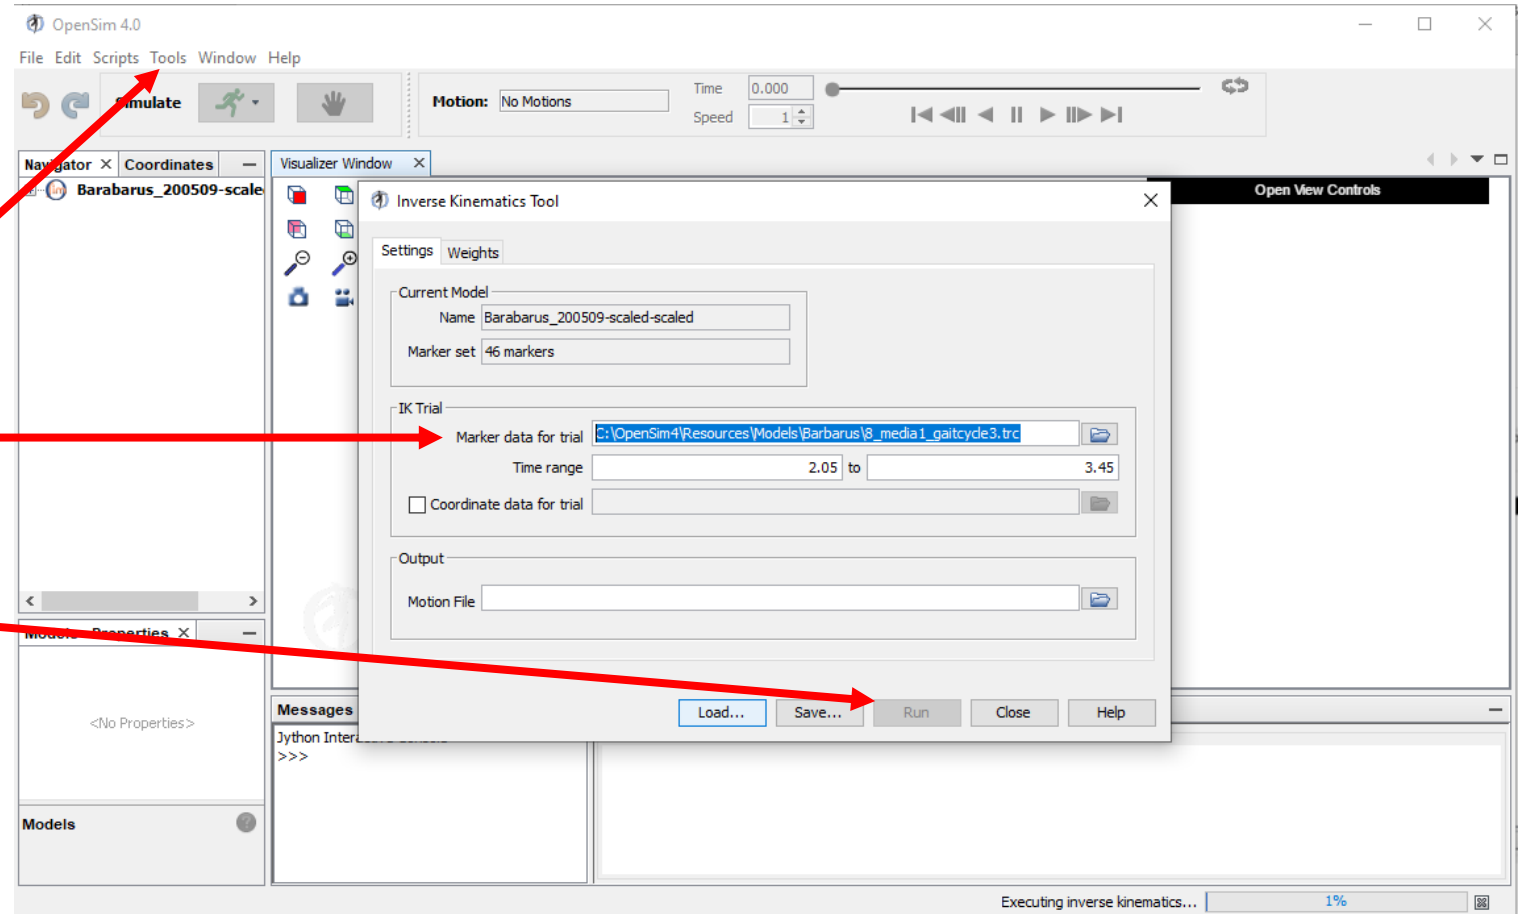 OpenSim 4.0
File Edit Scripts Tools Window Help
Simulate
Motion: No Motions
Time 0.000
Speed 1
Navigator Coordinates
Visualizer Window
Barabarus_200509-scale
Open View Controls
Inverse Kinematics Tool
Settings Weights
Current Model
Name Barabarus_200509-scaled-scaled
Marker set 46 markers
IK Trial
Marker data for trial C:\OpenSim4\Resources\Models\Barbarus\8_media1_gaitcycle3.trc
Time range 2.05 to 3.45
Coordinate data for trial
Output
Motion File
Properties
<No Properties>
Load... Save... Run Close Help
Messages
Jython Inter
>>>
Models
Executing inverse kinematics... 1%